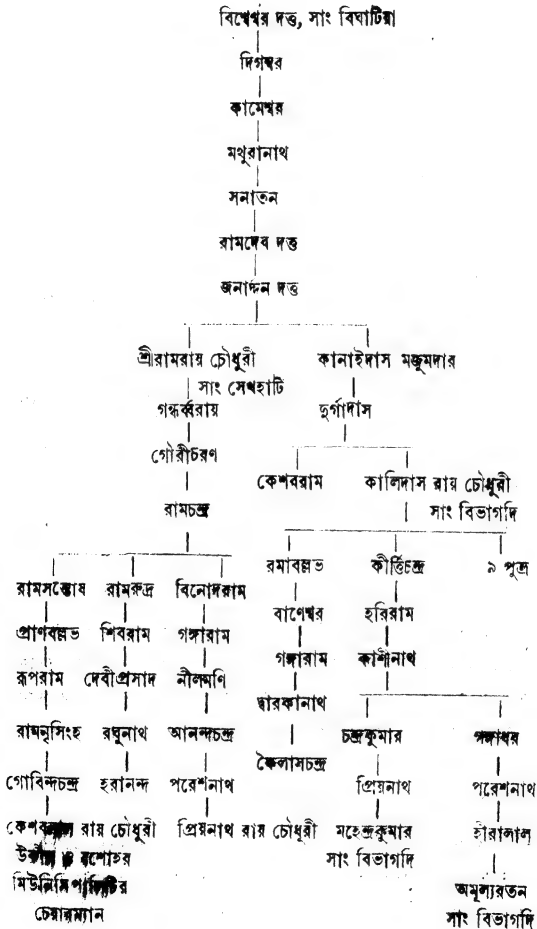 বিশ্বেশ্বর দত্ত, সাং বিঘাটিয়া
দিগম্বর
কামেশ্বর
মথুরানাথ
সনাতন
রামদেব দত্ত
জনার্দ্দন দত্ত
শ্রীরামরায় চৌধুরী কানাইদাস মজুমদার
সাং সেখহাটি
গন্ধর্ব্বরায় দুর্গাদাস
গৌরীচরণ
কেশবরাম কালিদাস রায় চৌধুরী
রামচন্দ্র সাং বিভাগদি
রমাবল্লভ কীর্ত্তিচন্দ্র ৯ পুত্র
রামসন্তোষ রামরুদ্র বিনোদরাম
বাণেশ্বর হরিরাম
প্রাণবল্লভ শিবরাম গঙ্গারাম
গঙ্গারাম কাশীনাথ
রূপরাম দেবীপ্রসাদ নীলমণি
দ্বারকানাথ
রামনৃসিংহ রঘুনাথ আনন্দচন্দ্র চন্দ্রকুমার গঙ্গাধর
কৈলাসচন্দ্র
গোবিন্দচন্দ্র হরানন্দ পরেশনাথ প্রিয়নাথ পরেশনাথ
রায় চৌধুরী প্রিয়নাথ রায় চৌধুরী মহেন্দ্রকুমার হীরালাল
যশোহর সাং বিভাগদি
মিউনিসিপালিটির অমূল্যরতন
চেয়ারম্যান সাং বিভাগদি